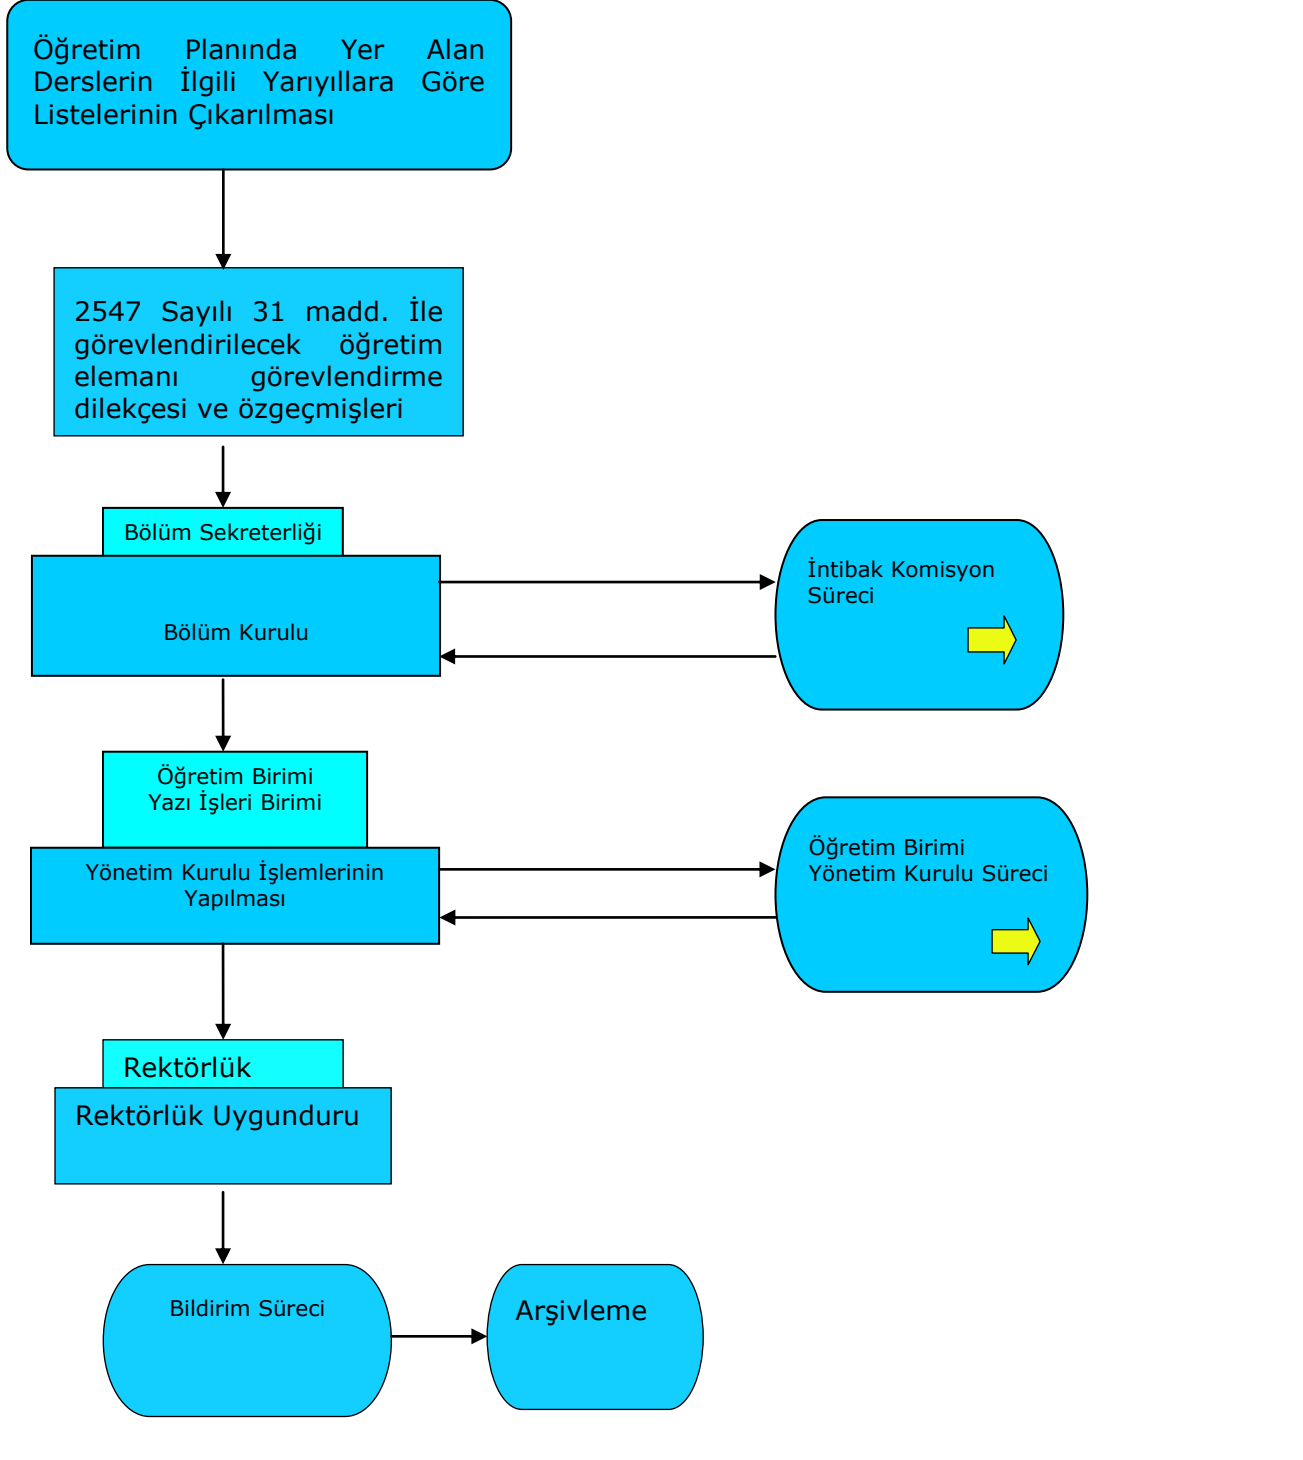 Öğretim Planında Yer Alan
Derslerin İlgili Yarıyıllara Göre
Listelerinin Çıkarılması
2547 Sayılı 31 madd. İle
görevlendirilecek öğretim
elemanı görevlendirme
dilekçesi ve özgeçmişleri
Bölüm Sekreterliği
Bölüm Kurulu
İntibak Komisyon
Süreci
Öğretim Birimi
Yazı İşleri Birimi
Yönetim Kurulu İşlemlerinin
Yapılması
Öğretim Birimi
Yönetim Kurulu Süreci
Rektörlük
Rektörlük Uygunduru
Bildirim Süreci
Arşivleme